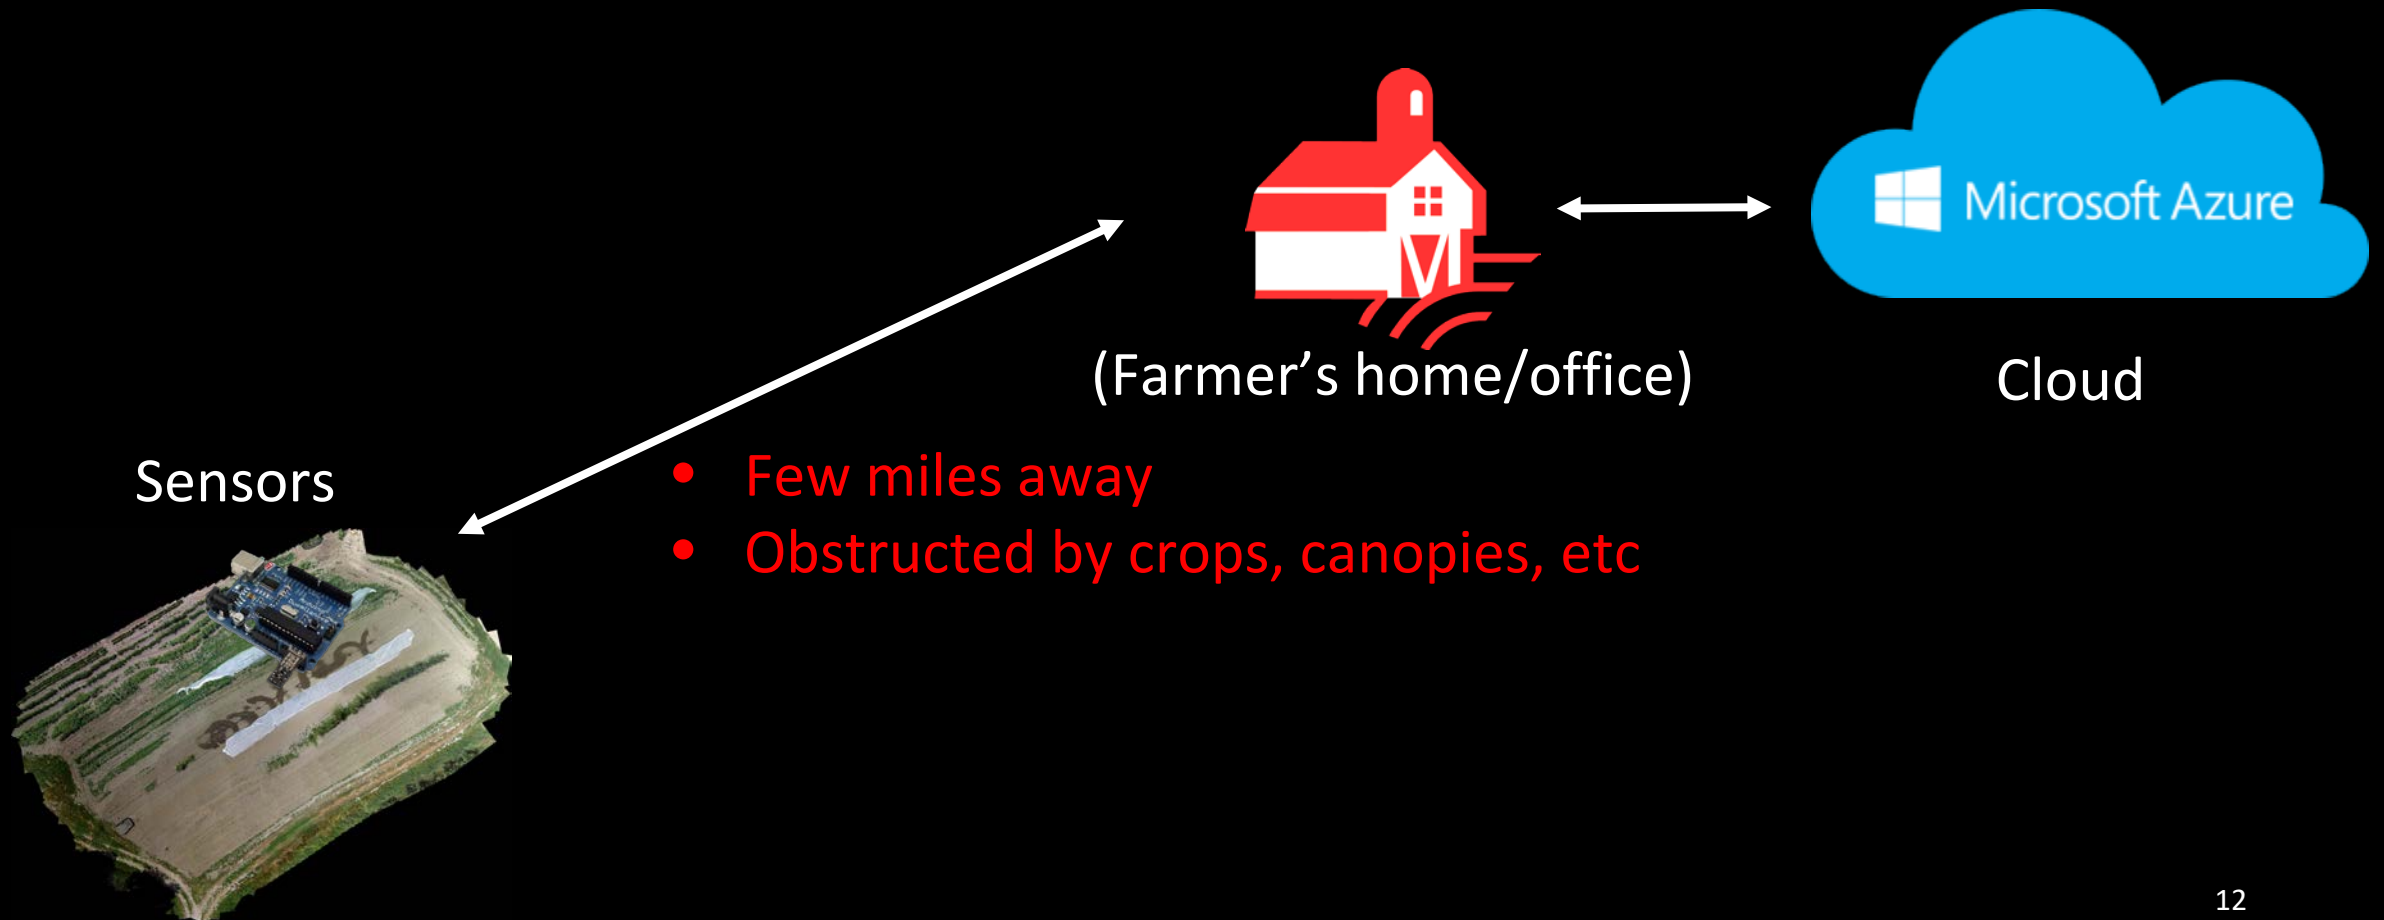 Microsoft Azure
(Farmer’s home/office)
Cloud
Sensors
• Few miles away
• Obstructed by crops, canopies, etc
12